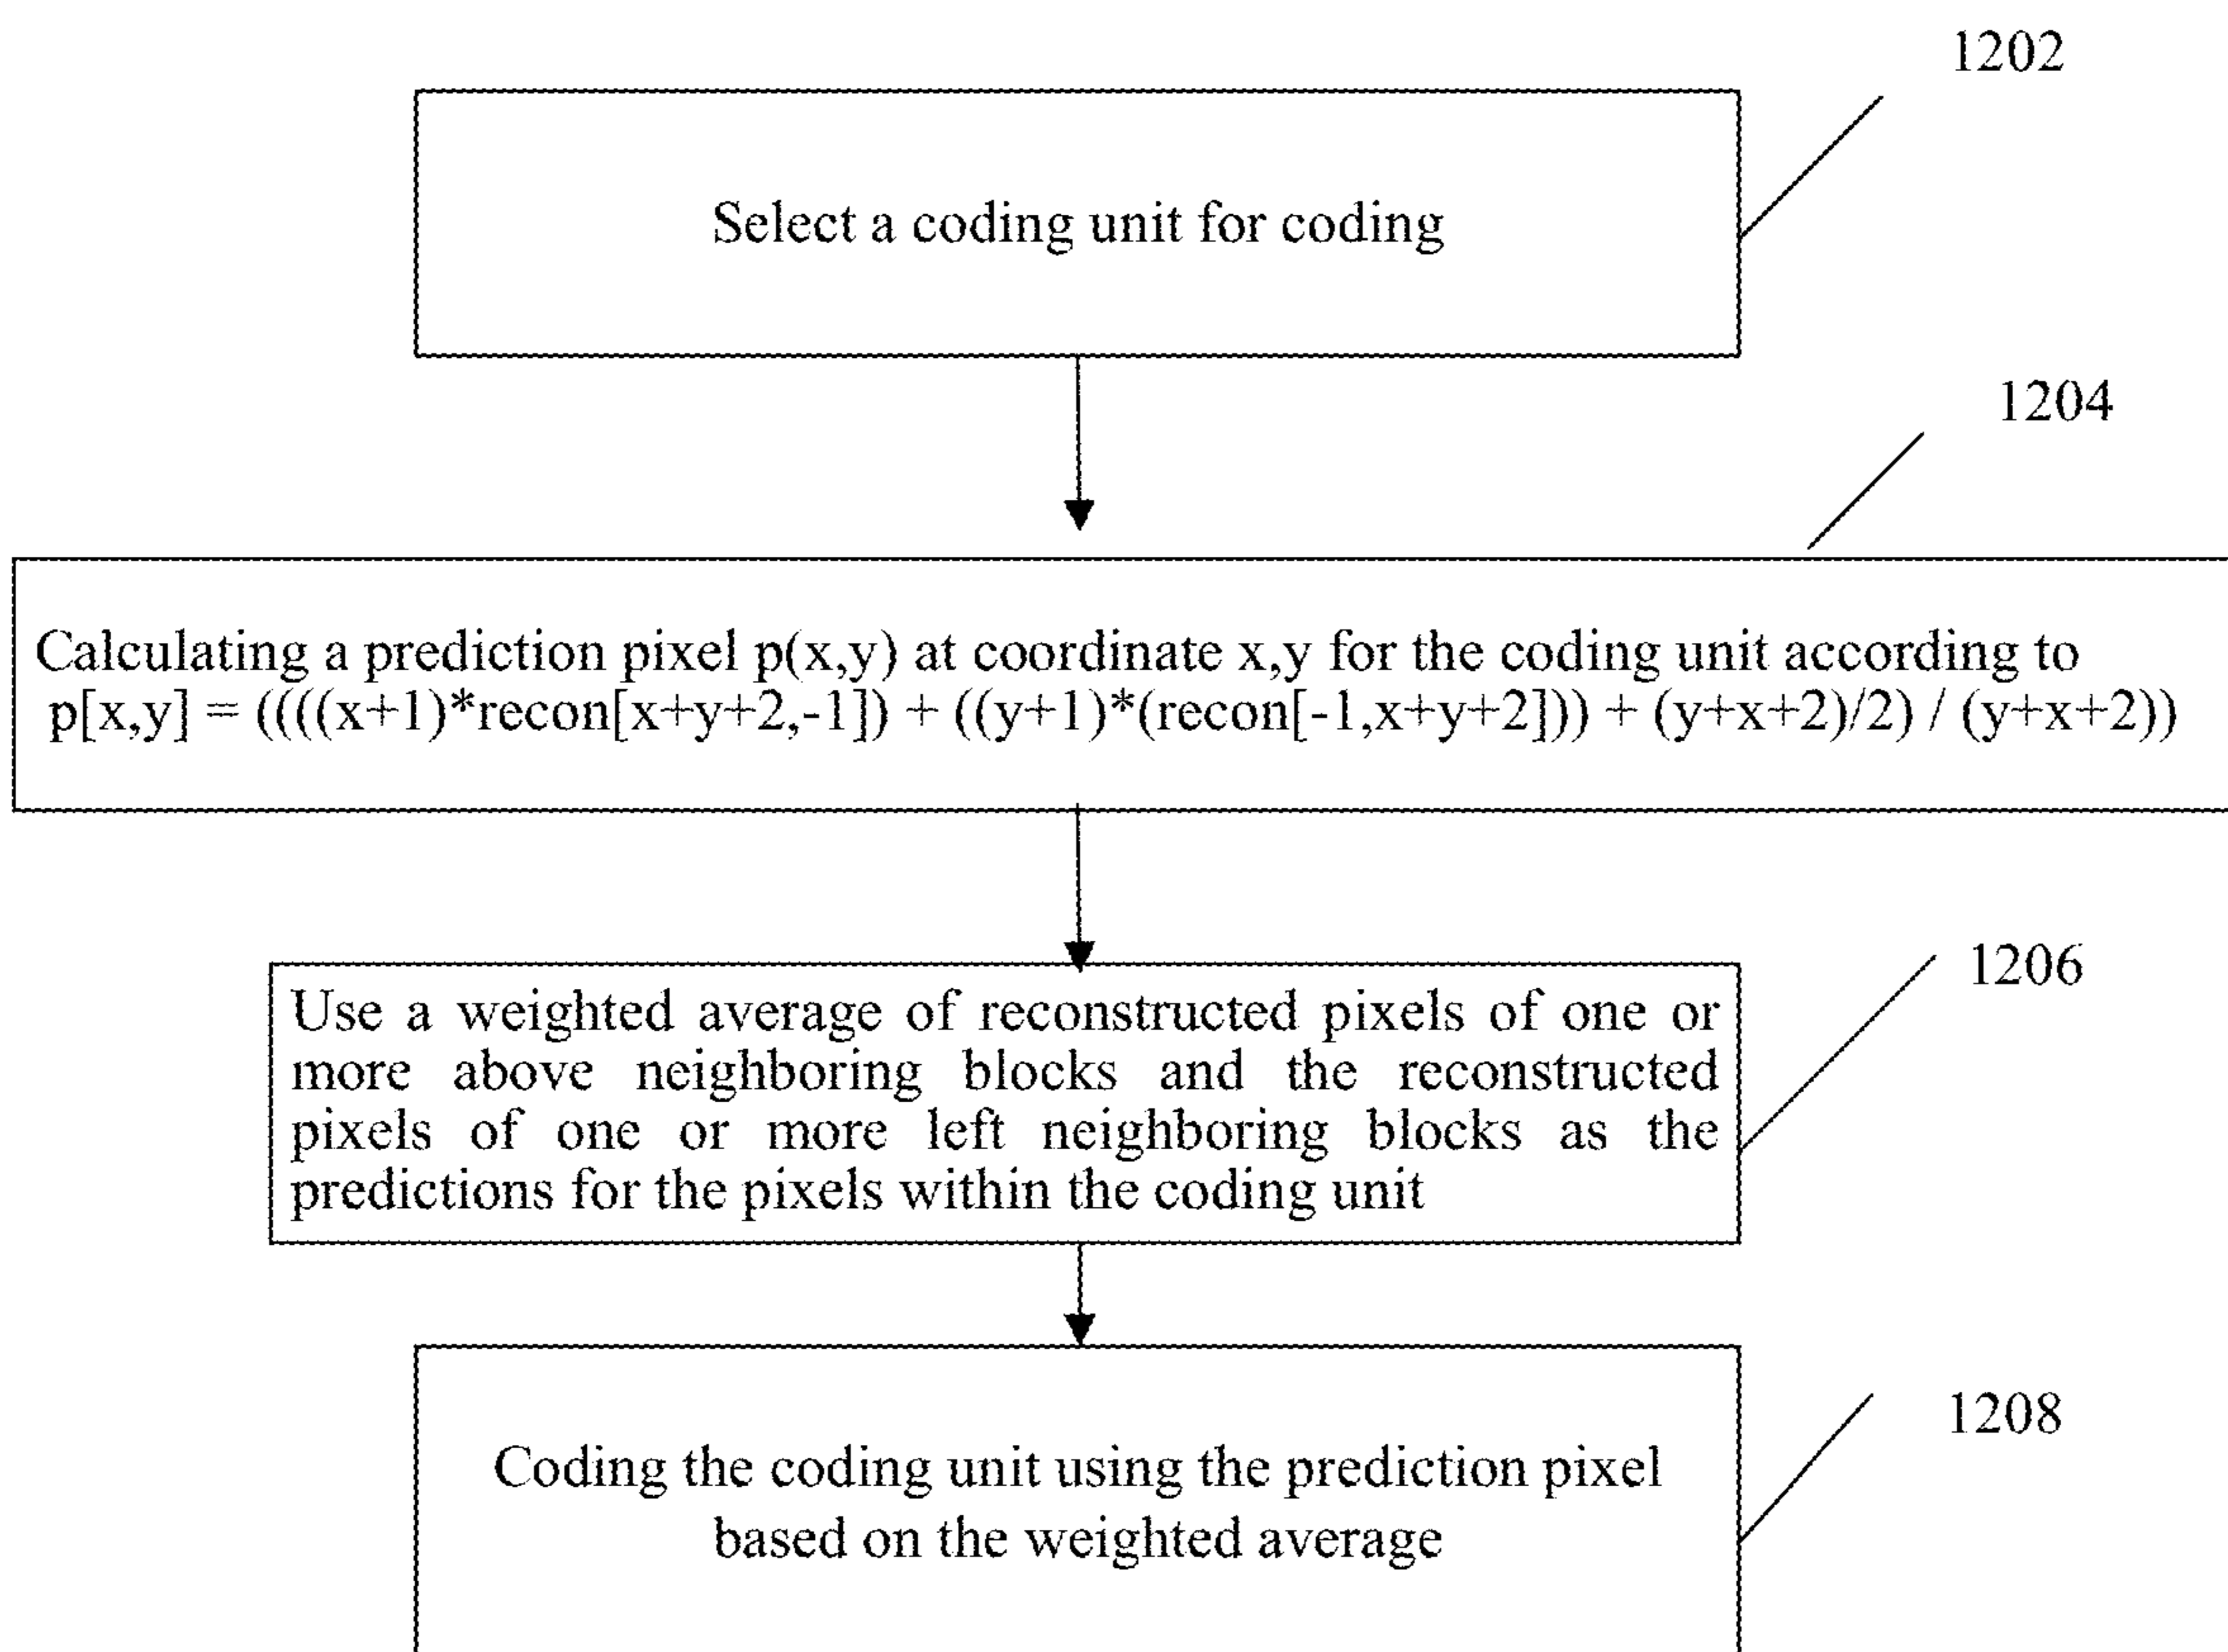 1202
Select a coding unit for coding
1204
Calculating a prediction pixel p(x,y) at coordinate x,y for the coding unit according to
p[x,y] = ((((x+1)*recon[x+y+2,-1]) + ((y+1)*(recon[-1,x+y+2])) + (y+x+2)/2) / (y+x+2))
1206
Use a weighted average of reconstructed pixels of one or
more above neighboring blocks and the reconstructed
pixels of one or more left neighboring blocks as the
predictions for the pixels within the coding unit
1208
Coding the coding unit using the prediction pixel
based on the weighted average